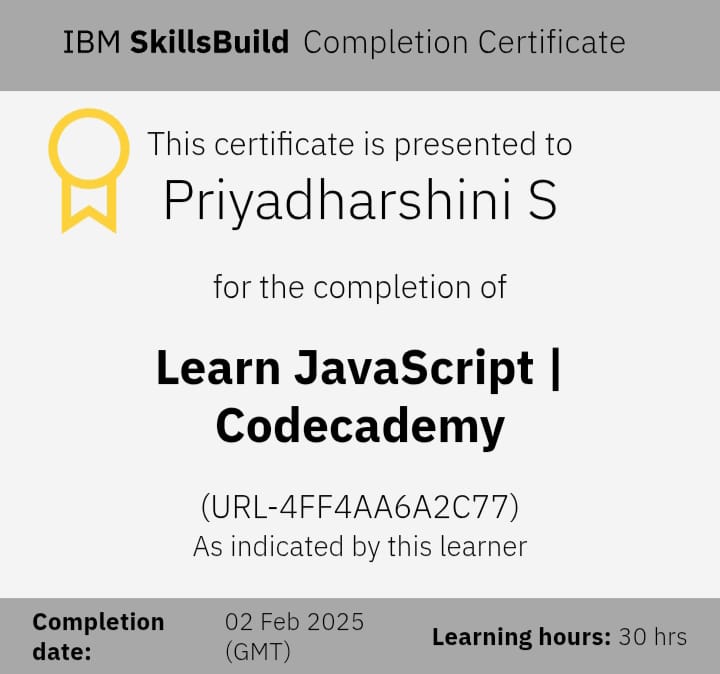 IBM SkillsBuild Completion Certificate
This certificate is presented to
Priyadharshini S
for the completion of
Learn JavaScript |
Codecademy
(URL-4FF4AA6A2C77)
As indicated by this learner
Completion date:
02 Feb 2025 (GMT)
Learning hours: 30 hrs